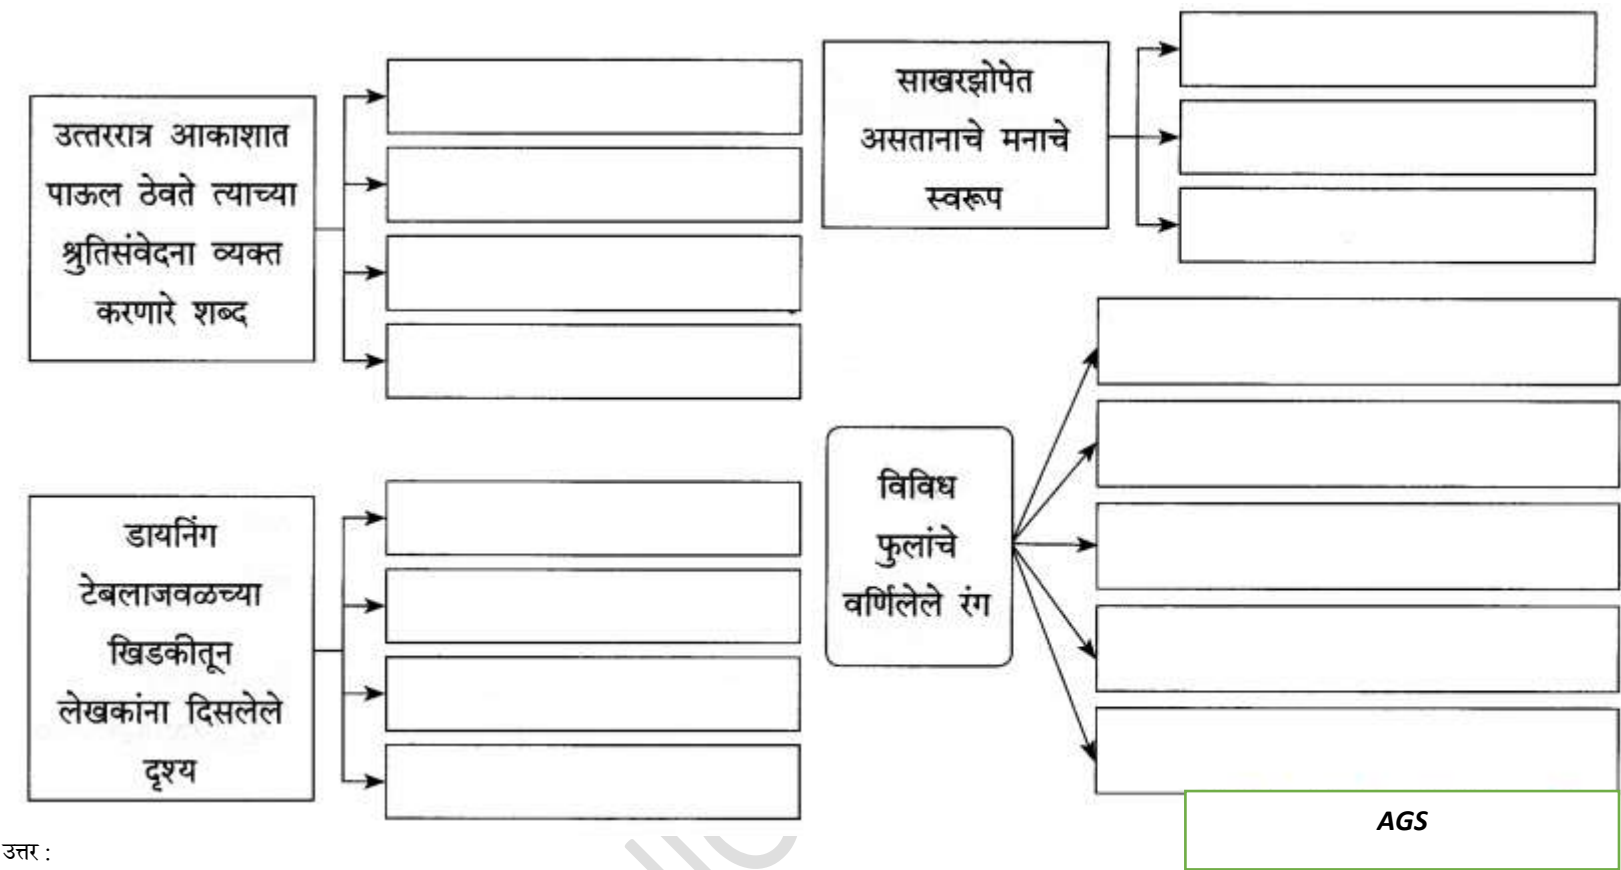 उत्तररात्र आकाशात
पाऊल ठेवते त्याच्या
श्रुतिसंवेदना व्यक्त
करणारे शब्द
साखरझोपेत
असतानाचे मनाचे
स्वरूप
डायनिंग
टेबलाजवळच्या
खिडकीतून
लेखकांना दिसलेले
दृश्य
विविध
फुलांचे
वर्णिलेले रंग
AGS
उत्तर :